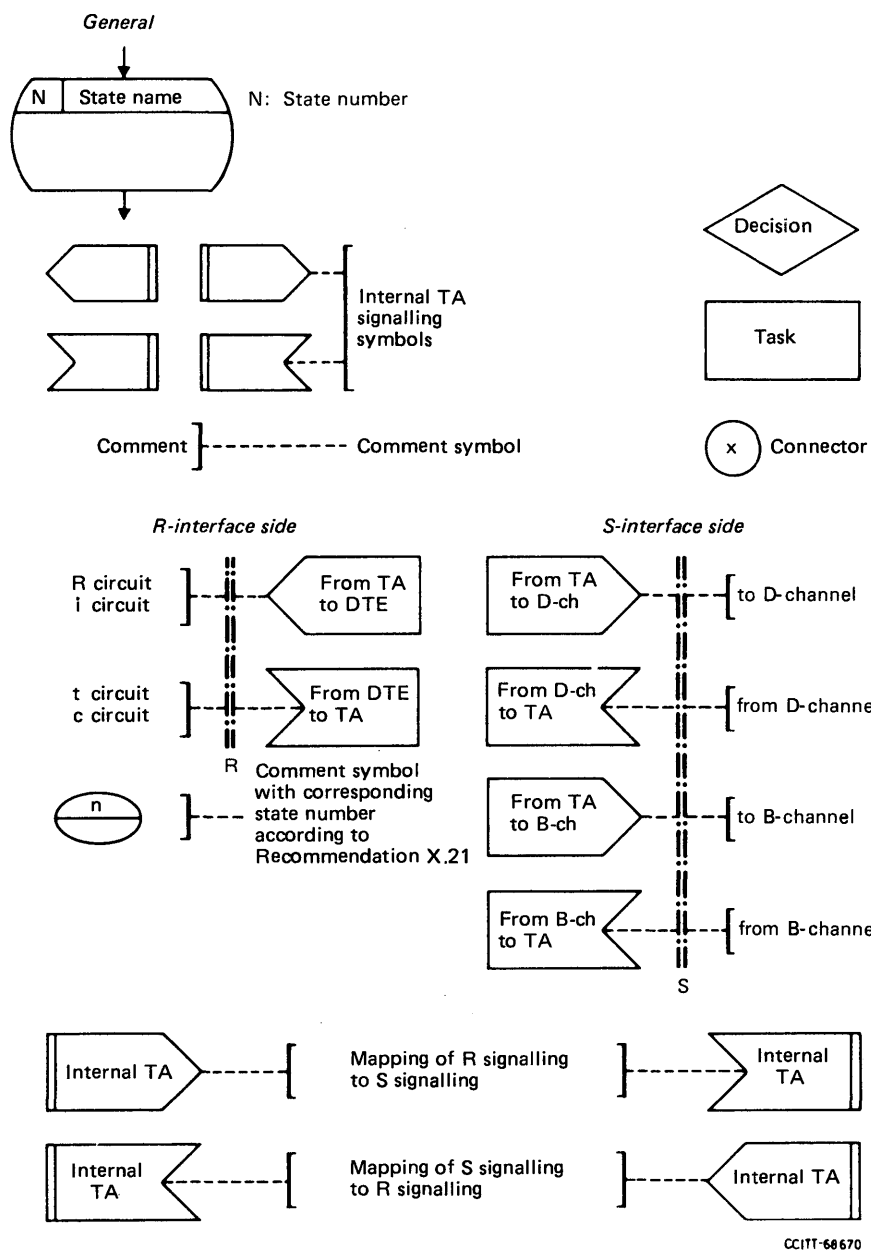 General
N State name N: State number
Decision
Internal TA
signalling
symbols
Task
Comment Comment symbol
x Connector
R-interface side S-interface side
R circuit
i circuit
From TA
to DTE
From TA
to D-ch
to D-channel
t circuit
c circuit
From DTE
to TA
From D-ch
to TA
from D-channel
R
n
Comment symbol
with corresponding
state number
according to
Recommendation X.21
From TA
to B-ch
to B-channel
From B-ch
to TA
from B-channe
S
Internal TA
Mapping of R signalling
to S signalling
Internal
TA
Internal
TA
Mapping of S signalling
to R signalling
Internal TA
CCITT-68670